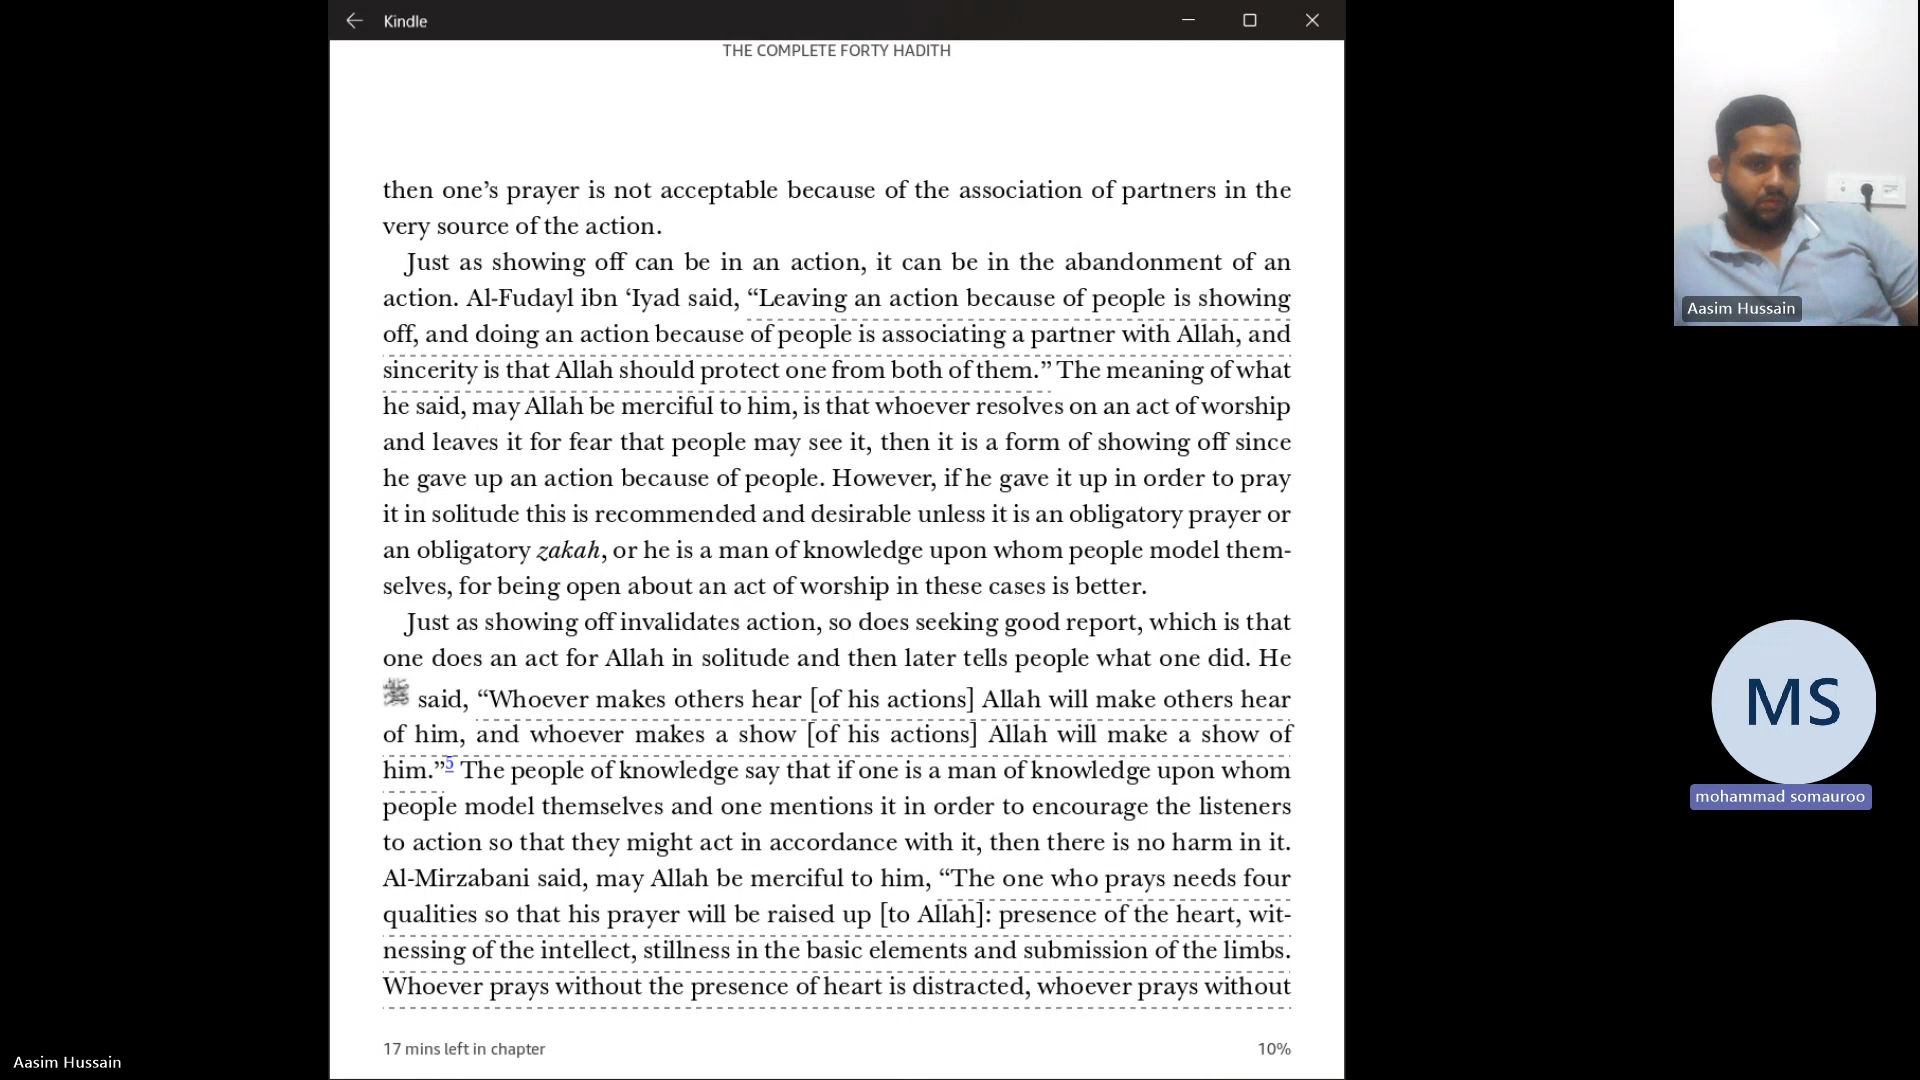 Kindle
THE COMPLETE FORTY HADITH
then one’s prayer is not acceptable because of the association of partners in the
very source of the action.
Just as showing off can be in an action, it can be in the abandonment of an
action. Al-Fudayl ibn ‘Iyad said, “Leaving an action because of people is showing
off, and doing an action because of people is associating a partner with Allah, and
sincerity is that Allah should protect one from both of them.” The meaning of what
he said, may Allah be merciful to him, is that whoever resolves on an act of worship
and leaves it for fear that people may see it, then it is a form of showing off since
he gave up an action because of people. However, if he gave it up in order to pray
it in solitude this is recommended and desirable unless it is an obligatory prayer or
an obligatory zakah, or he is a man of knowledge upon whom people model them-
selves, for being open about an act of worship in these cases is better.
Just as showing off invalidates action, so does seeking good report, which is that
one does an act for Allah in solitude and then later tells people what one did. He
said, “Whoever makes others hear [of his actions] Allah will make others hear
of him, and whoever makes a show [of his actions] Allah will make a show of
him.”5 The people of knowledge say that if one is a man of knowledge upon whom
people model themselves and one mentions it in order to encourage the listeners
to action so that they might act in accordance with it, then there is no harm in it.
Al-Mirzabani said, may Allah be merciful to him, “The one who prays needs four
qualities so that his prayer will be raised up [to Allah]: presence of the heart, wit-
nessing of the intellect, stillness in the basic elements and submission of the limbs.
Whoever prays without the presence of heart is distracted, whoever prays without
17 mins left in chapter
10%
Aasim Hussain
MS
mohammad somauroo
Aasim Hussain